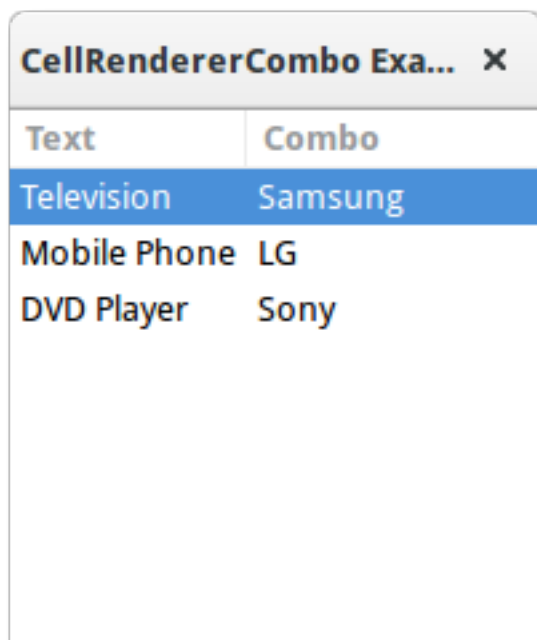 CellRendererCombo Exa...
Text Combo
Television Samsung
Mobile Phone LG
DVD Player Sony